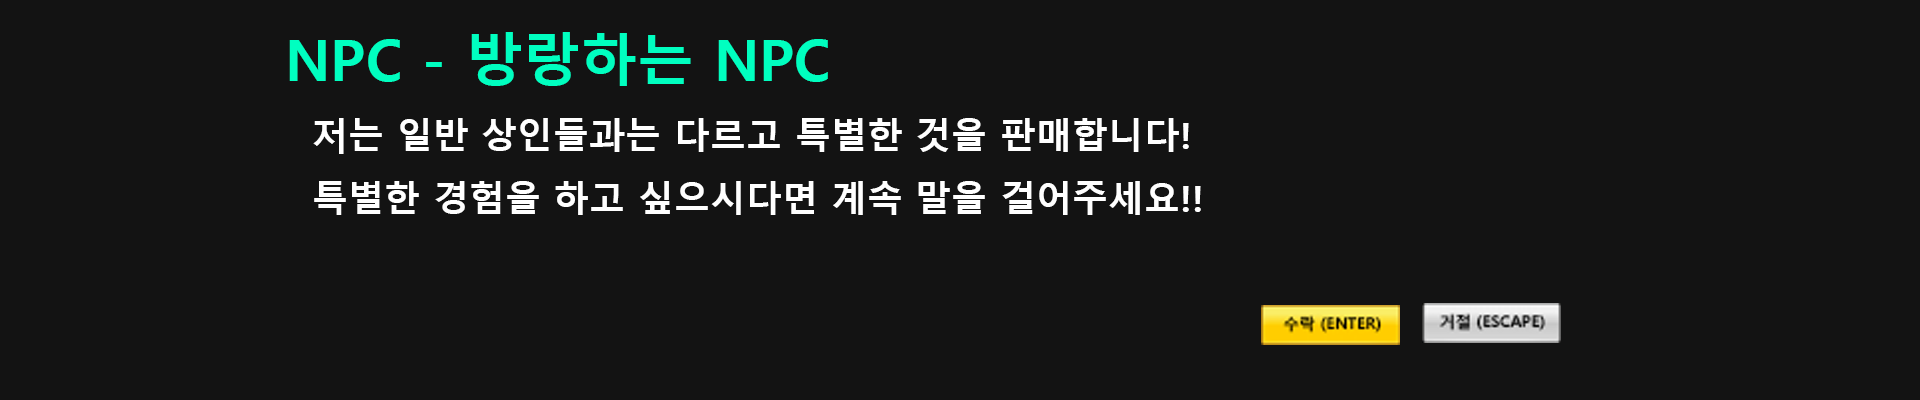 NPC - 방랑하는 NPC
저는 일반 상인들과는 다르고 특별한 것을 판매합니다!
특별한 경험을 하고 싶으시다면 계속 말을 걸어주세요!!
수락 (ENTER) 거절 (ESCAPE)